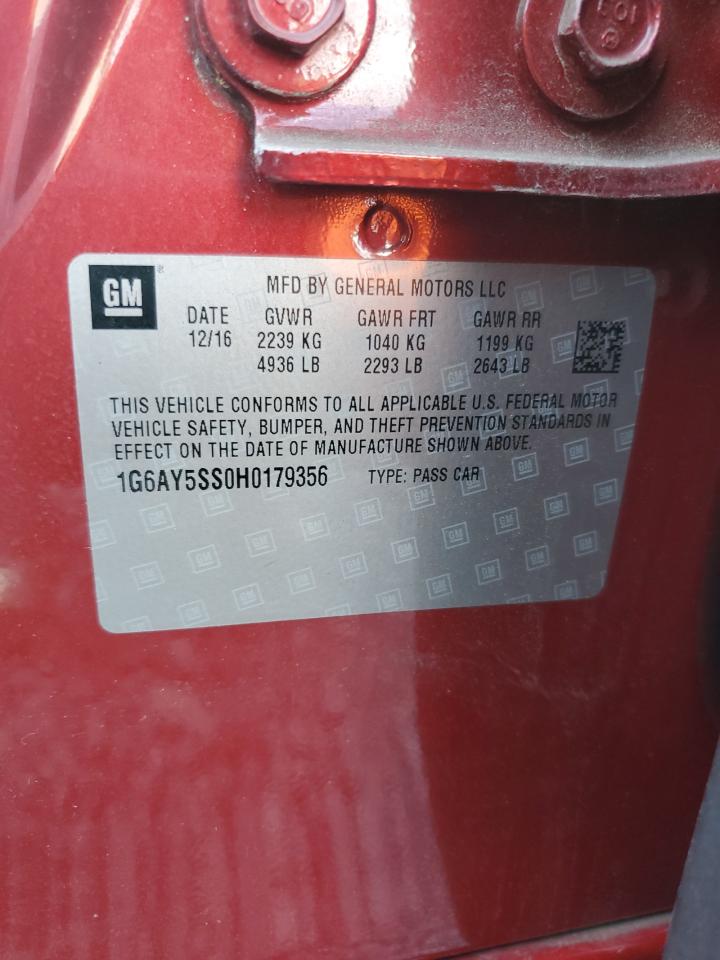 GM
®
MFD BY GENERAL MOTORS LLC
DATE GVWR GAWR FRT GAWR RR
12/16 2239 KG 1040 KG 1199 KG
4936 LB 2293 LB 2643 LB
THIS VEHICLE CONFORMS TO ALL APPLICABLE U.S. FEDERAL MOTOR
VEHICLE SAFETY, BUMPER, AND THEFT PREVENTION STANDARDS IN
EFFECT ON THE DATE OF MANUFACTURE SHOWN ABOVE.
1G6AY5SS0H0179356 TYPE: PASS CAR